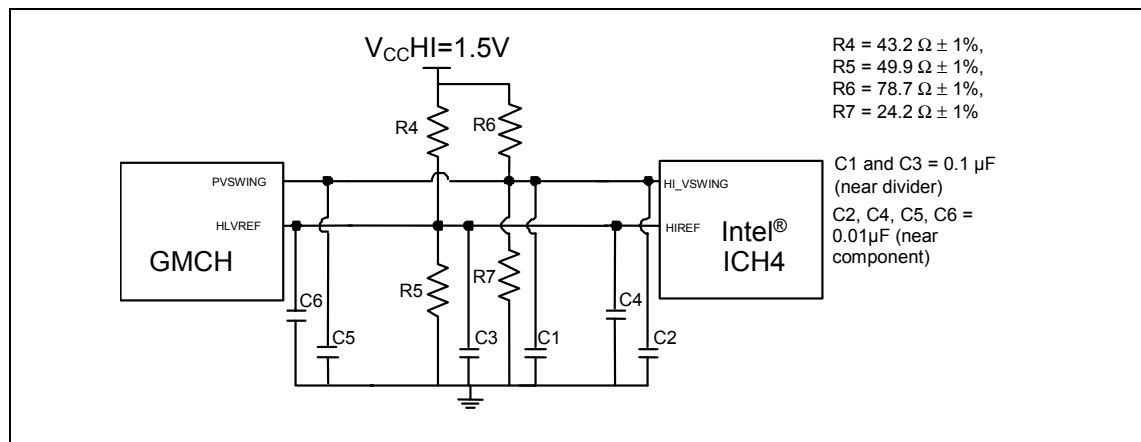 V_CC HI=1.5V
R4 = 43.2 Ω ± 1%,
R5 = 49.9 Ω ± 1%,
R6 = 78.7 Ω ± 1%,
R7 = 24.2 Ω ± 1%
R4
R6
C1 and C3 = 0.1 µF
(near divider)
C2, C4, C5, C6 =
0.01µF (near
component)
PVSWING
HI_VSWING
HLVREF
HIREF
GMCH
Intel®
ICH4
C6
R5
R7
C4
C5
C3
C1
C2